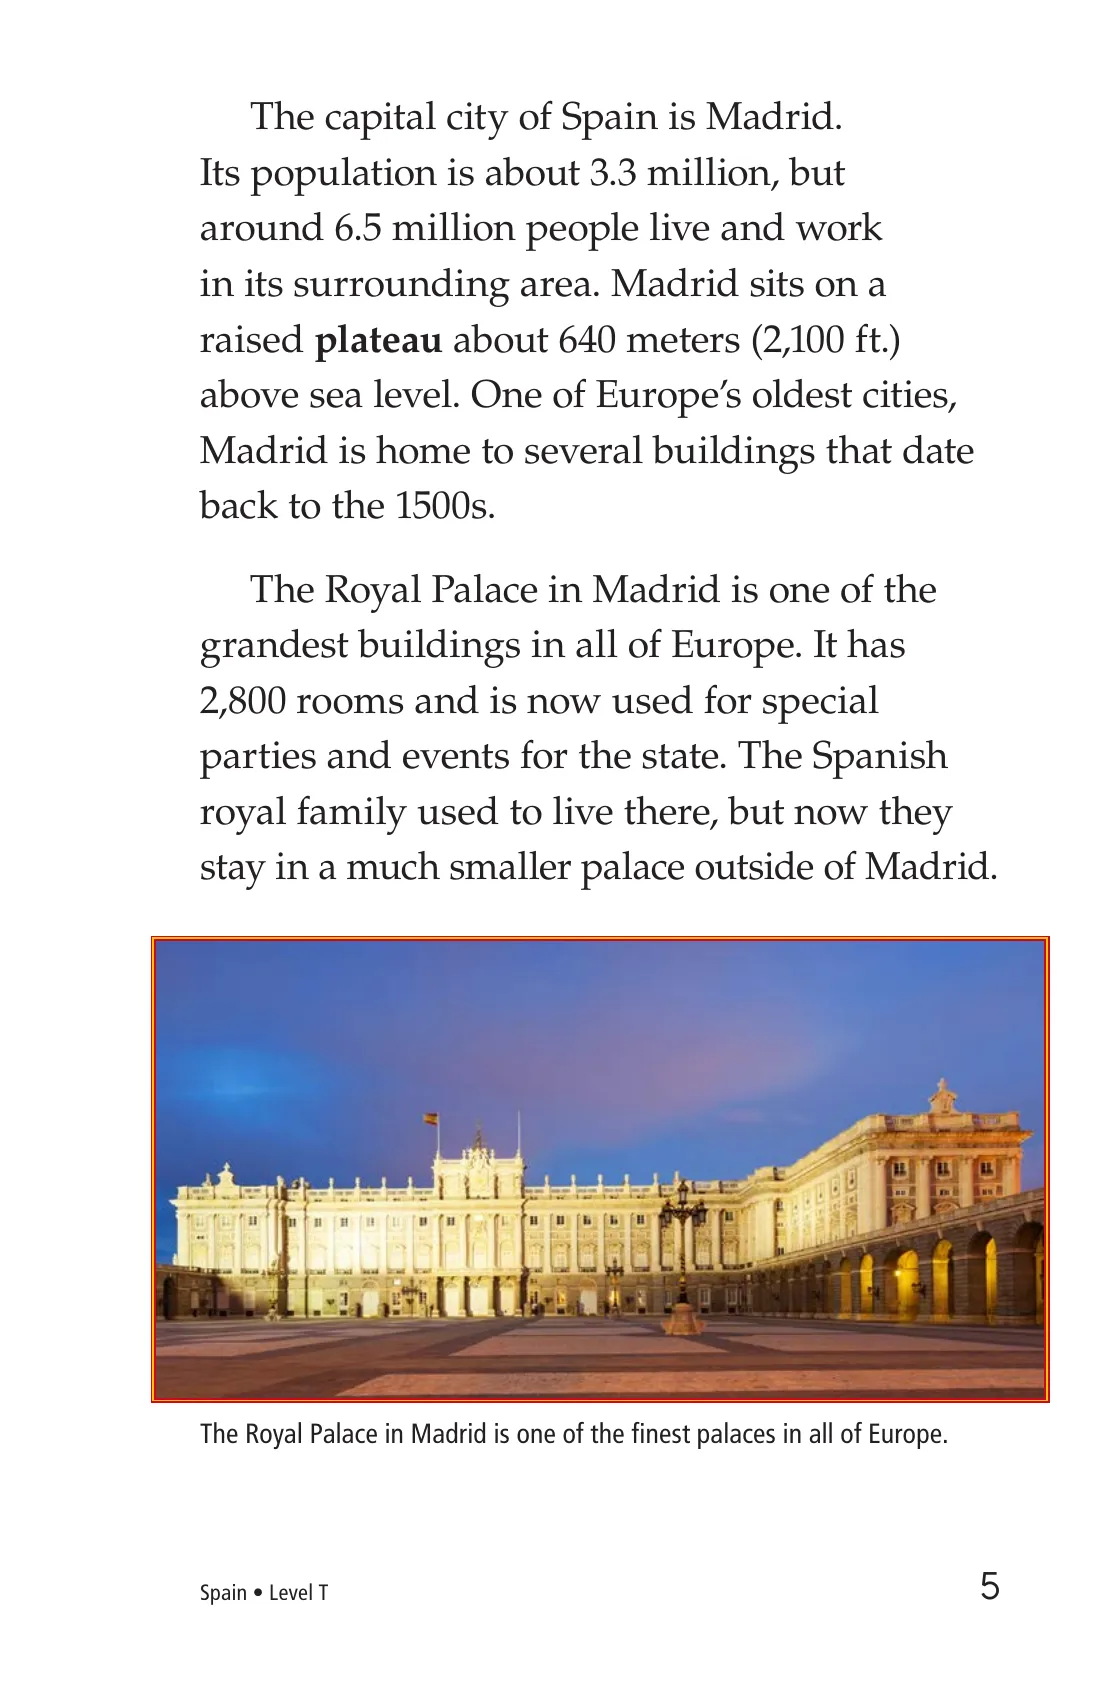 The capital city of Spain is Madrid.
Its population is about 3.3 million, but
around 6.5 million people live and work
in its surrounding area. Madrid sits on a
raised plateau about 640 meters (2,100 ft.)
above sea level. One of Europe’s oldest cities,
Madrid is home to several buildings that date
back to the 1500s.
The Royal Palace in Madrid is one of the
grandest buildings in all of Europe. It has
2,800 rooms and is now used for special
parties and events for the state. The Spanish
royal family used to live there, but now they
stay in a much smaller palace outside of Madrid.
The Royal Palace in Madrid is one of the finest palaces in all of Europe.
Spain • Level T
5